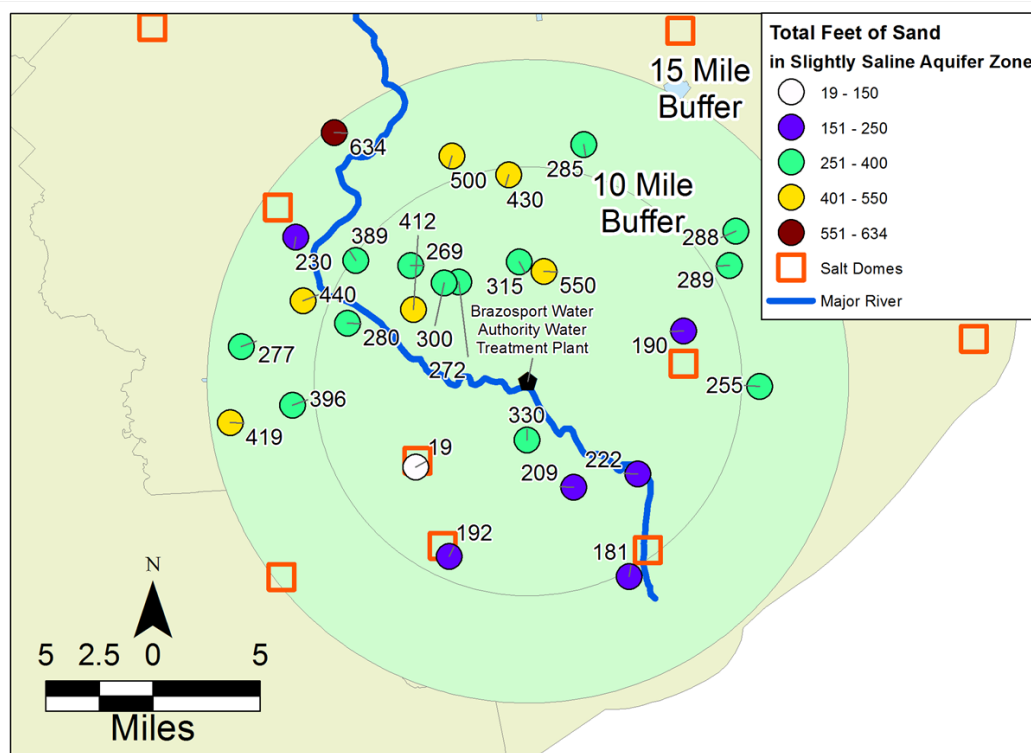 Total Feet of Sand
in Slightly Saline Aquifer Zone
19 - 150
151 - 250
251 - 400
401 - 550
551 - 634
Salt Domes
Major River
15 Mile
Buffer
634
500
430
285
10 Mile
Buffer
412
389
269
288
230
315
550
289
440
300
280
Brazosport Water
Authority Water
Treatment Plant
190
277
272
255
396
330
419
19
222
209
192
181
N
5
2.5
0
5
Miles